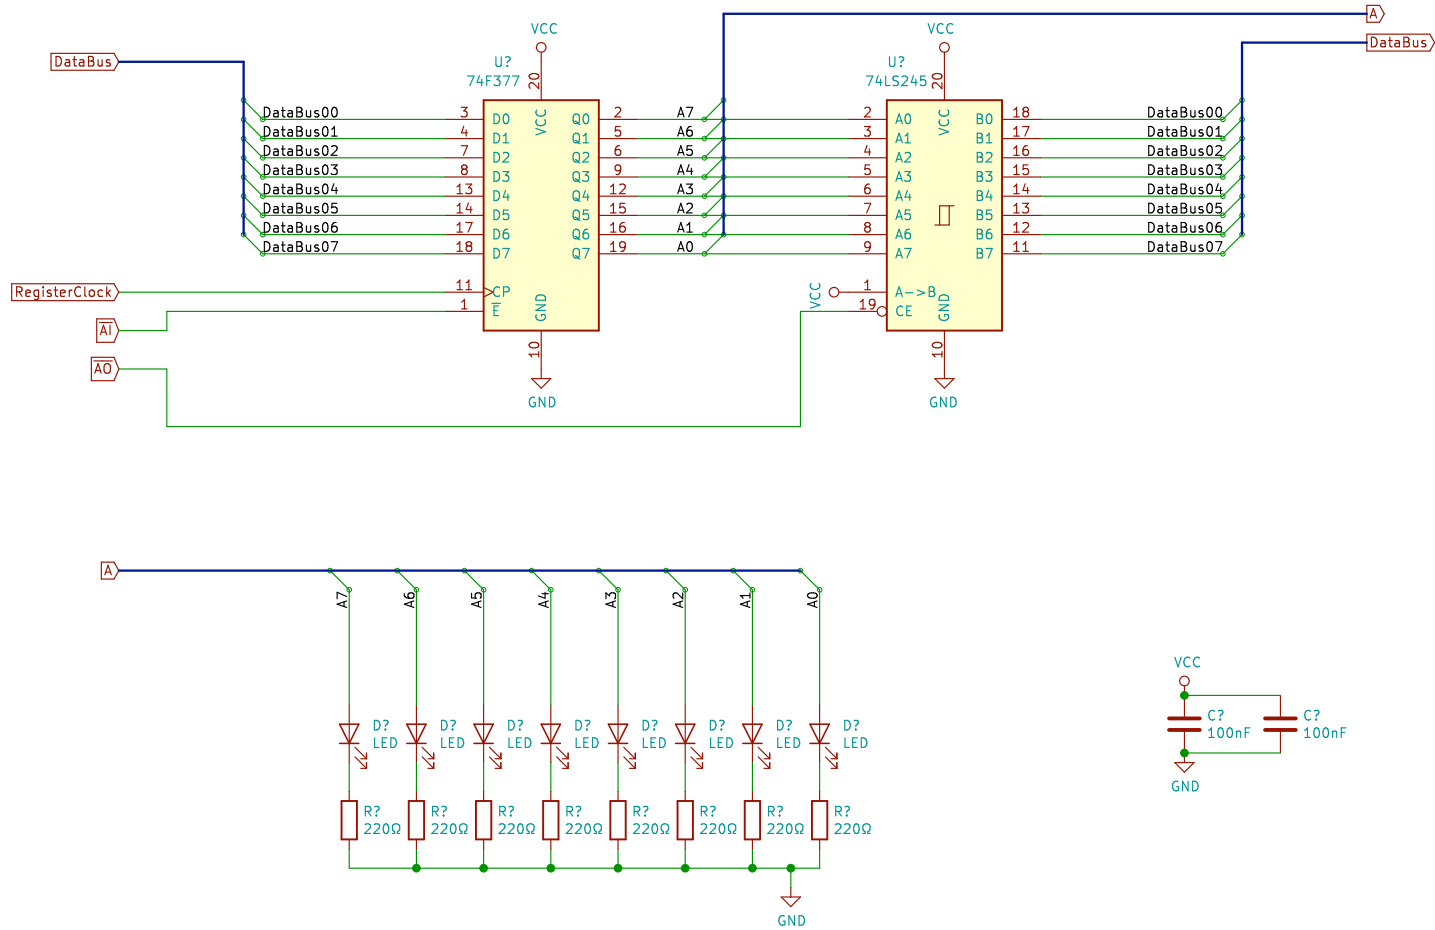 A
DataBus
DataBus
VCC
U?
74F377
20
VCC
U?
74LS245
20
DataBus00 3 D0 VCC Q0 2 A7 2 A0 VCC B0 18 DataBus00
DataBus01 4 D1 Q1 5 A6 3 A1 B1 17 DataBus01
DataBus02 7 D2 Q2 6 A5 4 A2 B2 16 DataBus02
DataBus03 8 D3 Q3 9 A4 5 A3 B3 15 DataBus03
DataBus04 13 D4 Q4 12 A3 6 A4 B4 14 DataBus04
DataBus05 14 D5 Q5 15 A2 7 A5 B5 13 DataBus05
DataBus06 17 D6 Q6 16 A1 8 A6 B6 12 DataBus06
DataBus07 18 D7 Q7 19 A0 9 A7 B7 11 DataBus07
RegisterClock 11 CP GND VCC 1 A->B GND
1 E̅ 19 CE
A̅I̅
A̅O̅
10
GND
10
GND
A
A7 A6 A5 A4 A3 A2 A1 A0
D? D? D? D? D? D? D? D?
LED LED LED LED LED LED LED LED
R? R? R? R? R? R? R? R?
220Ω 220Ω 220Ω 220Ω 220Ω 220Ω 220Ω 220Ω
GND
VCC
C? C?
100nF 100nF
GND